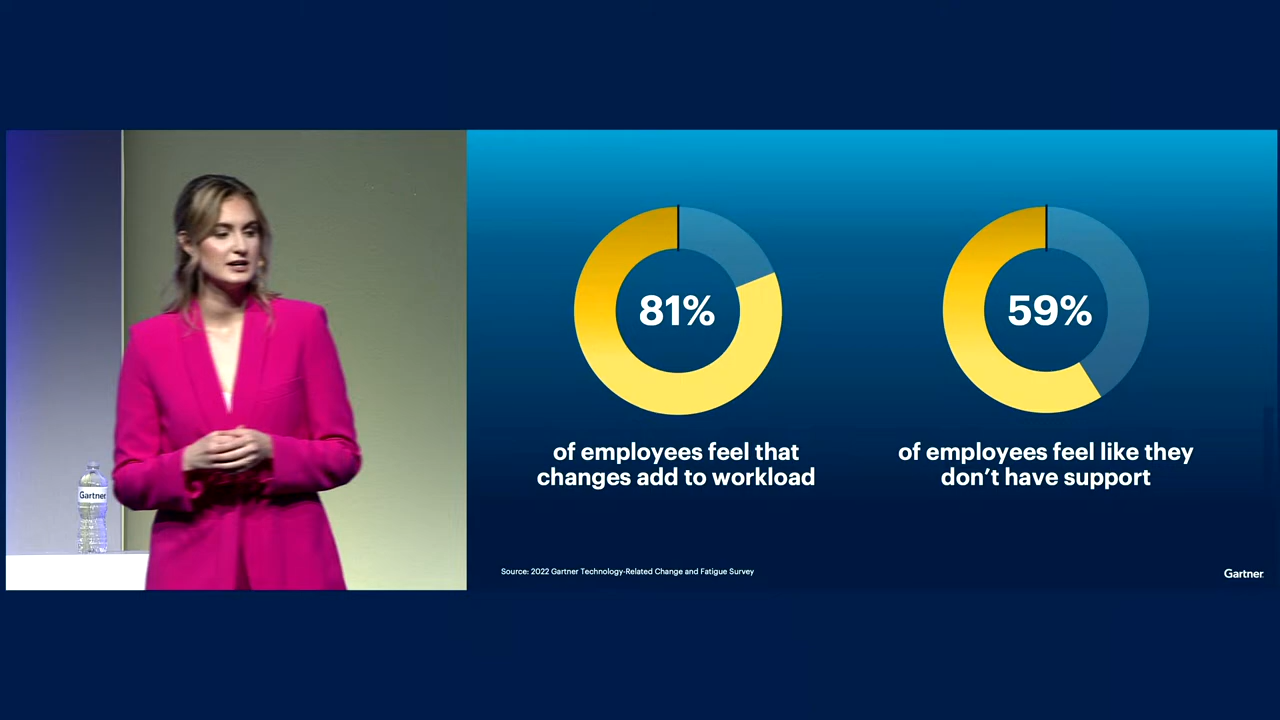 Gartner
81%
of employees feel that
changes add to workload
59%
of employees feel like they
don't have support
Source: 2022 Gartner Technology-Related Change and Fatigue Survey
Gartner